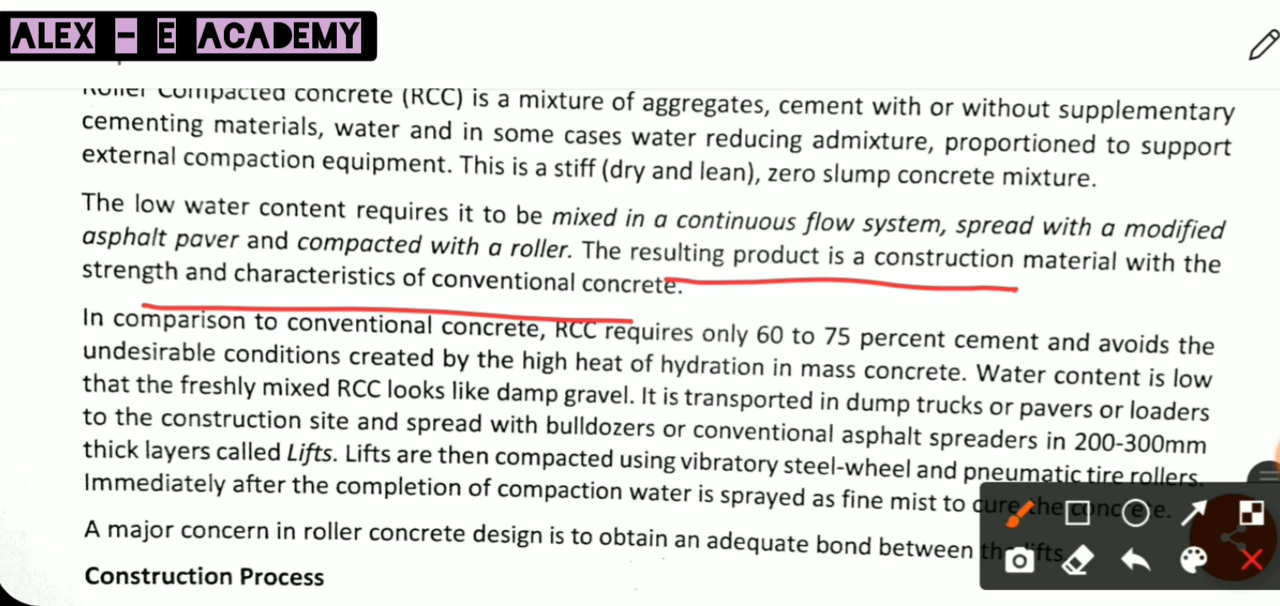 ALEX - E ACADEMY
Roller Compacted concrete (RCC) is a mixture of aggregates, cement with or without supplementary
cementing materials, water and in some cases water reducing admixture, proportioned to support
external compaction equipment. This is a stiff (dry and lean), zero slump concrete mixture.
The low water content requires it to be mixed in a continuous flow system, spread with a modified
asphalt paver and compacted with a roller. The resulting product is a construction material with the
strength and characteristics of conventional concrete.
In comparison to conventional concrete, RCC requires only 60 to 75 percent cement and avoids the
undesirable conditions created by the high heat of hydration in mass concrete. Water content is low
that the freshly mixed RCC looks like damp gravel. It is transported in dump trucks or pavers or loaders
to the construction site and spread with bulldozers or conventional asphalt spreaders in 200-300mm
thick layers called Lifts. Lifts are then compacted using vibratory steel-wheel and pneumatic tire rollers.
Immediately after the completion of compaction water is sprayed as fine mist to cure the concrete.
A major concern in roller concrete design is to obtain an adequate bond between the lifts
Construction Process